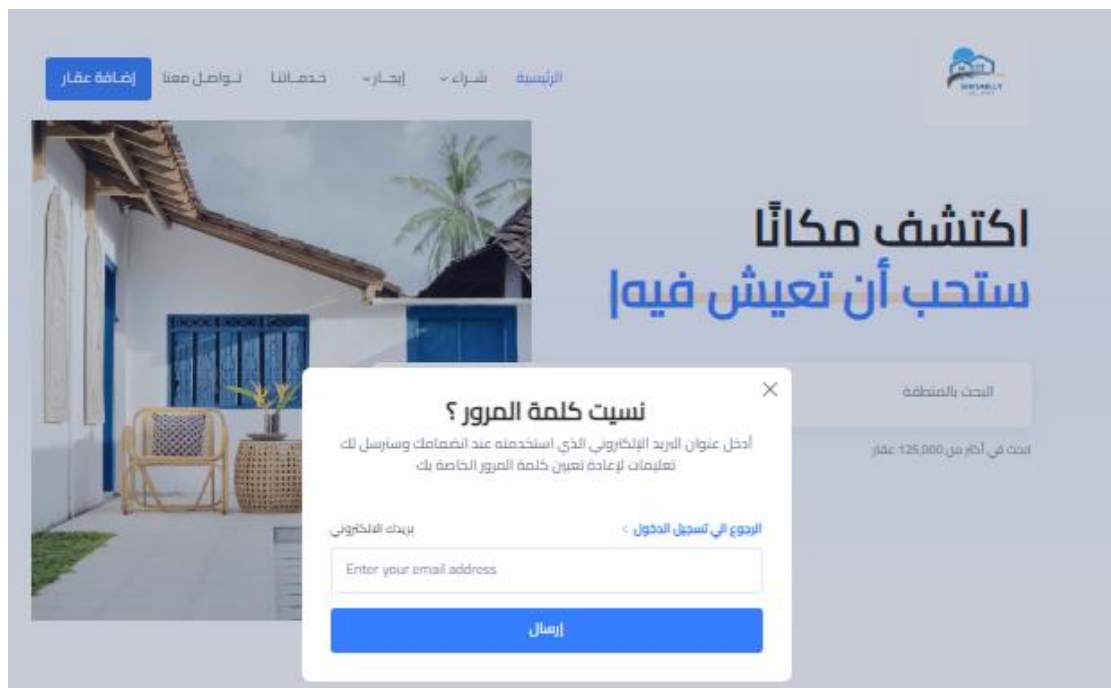 الرئيسية شراء إيجار خدماتنا تواصل معنا إضافة عقار
اكتشف مكانًا
ستحب أن تعيش فيه|
البحث بالمنطقة
ابحث في أكثر من 125,000 عقار
نسيت كلمة المرور ؟
أدخل عنوان البريد الإلكتروني الذي استخدمته عند انضمامك وسنرسل لك
تعليمات لإعادة تعيين كلمة المرور الخاصة بك
الرجوع الي تسجيل الدخول >
بريدك الالكتروني
Enter your email address
إرسال